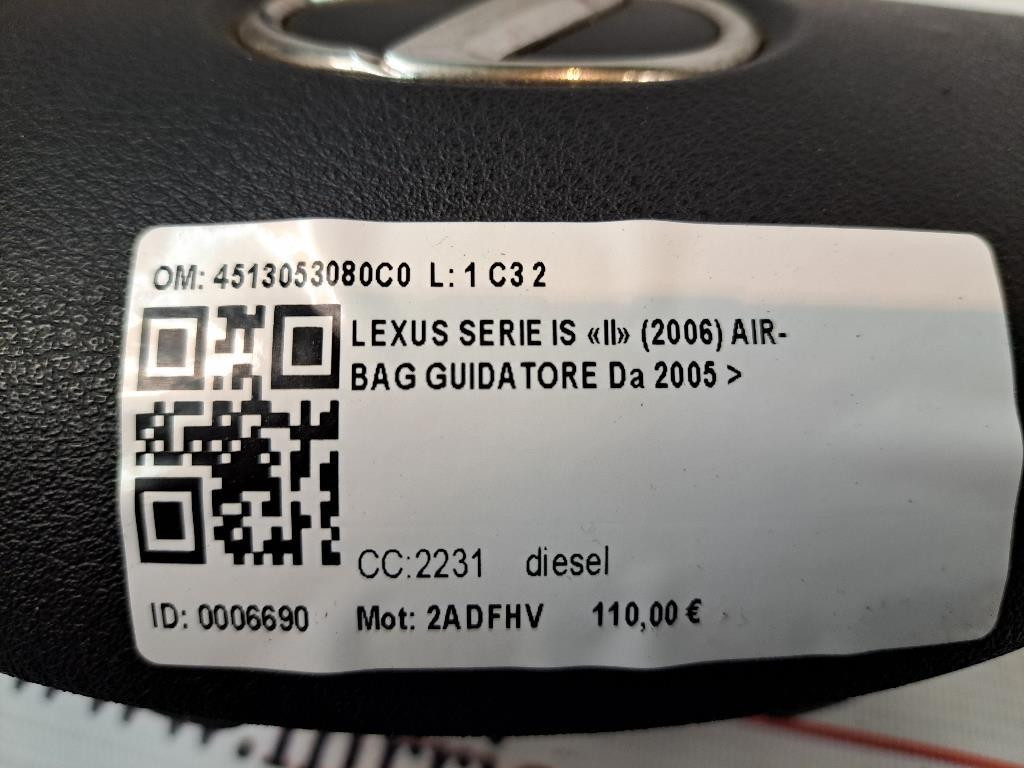 OM: 4513053080C0 L: 1 C3 2
LEXUS SERIE IS «II» (2006) AIR-
BAG GUIDATORE Da 2005 >
CC:2231 diesel
ID: 0006690 Mot: 2ADFHV 110,00 €